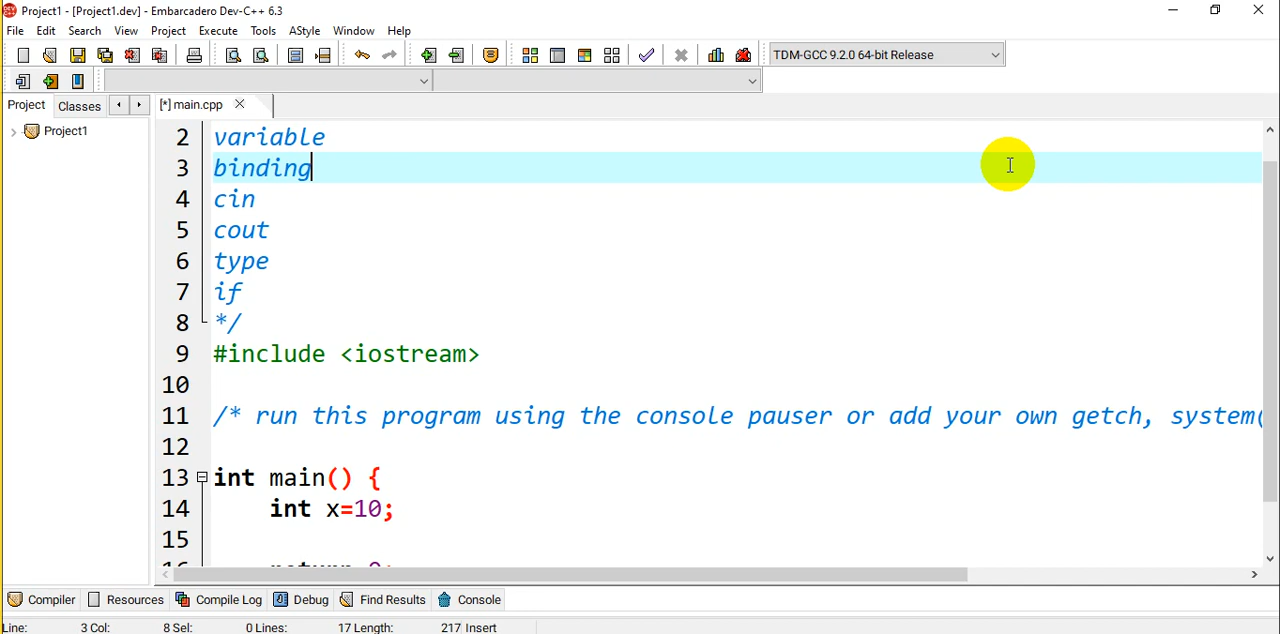 Project1 - [Project1.dev] - Embarcadero Dev-C++ 6.3
File Edit Search View Project Execute Tools AStyle Window Help
TDM-GCC 9.2.0 64-bit Release
Project Classes [*] main.cpp
Project1
2 variable
3 binding
4 cin
5 cout
6 type
7 if
8 */
9 #include <iostream>
10
11 /* run this program using the console pauser or add your own getch, system(
12
13 int main() {
14 int x=10;
15
Compiler Resources Compile Log Debug Find Results Console
Line: 3 Col: 8 Sel: 0 Lines: 17 Length: 217 Insert